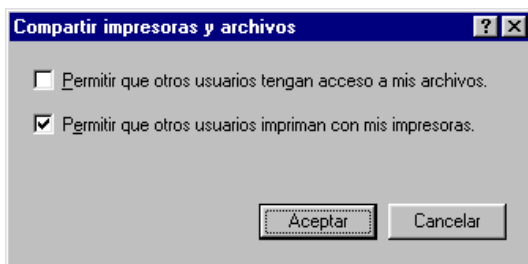 Compartir impresoras y archivos
Permitir que otros usuarios tengan acceso a mis archivos.
Permitir que otros usuarios impriman con mis impresoras.
Aceptar Cancelar